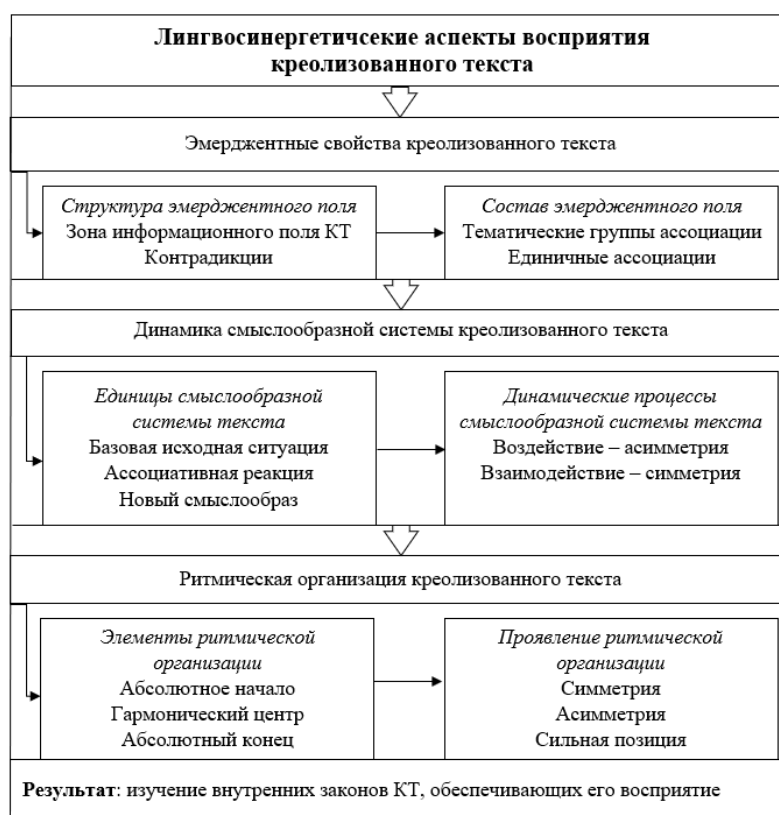 Лингвосинергетичсекие аспекты восприятия
креолизованного текста
Эмерджентные свойства креолизованного текста
Структура эмерджентного поля
Зона информационного поля КТ
Контрадикции
Состав эмерджентного поля
Тематические группы ассоциации
Единичные ассоциации
Динамика смыслообразной системы креолизованного текста
Единицы смыслообразной
системы текста
Базовая исходная ситуация
Ассоциативная реакция
Новый смыслообраз
Динамические процессы
смыслообразной системы текста
Воздействие – асимметрия
Взаимодействие – симметрия
Ритмическая организация креолизованного текста
Элементы ритмической
организации
Абсолютное начало
Гармонический центр
Абсолютный конец
Проявление ритмической
организации
Симметрия
Асимметрия
Сильная позиция
Результат: изучение внутренних законов КТ, обеспечивающих его восприятие